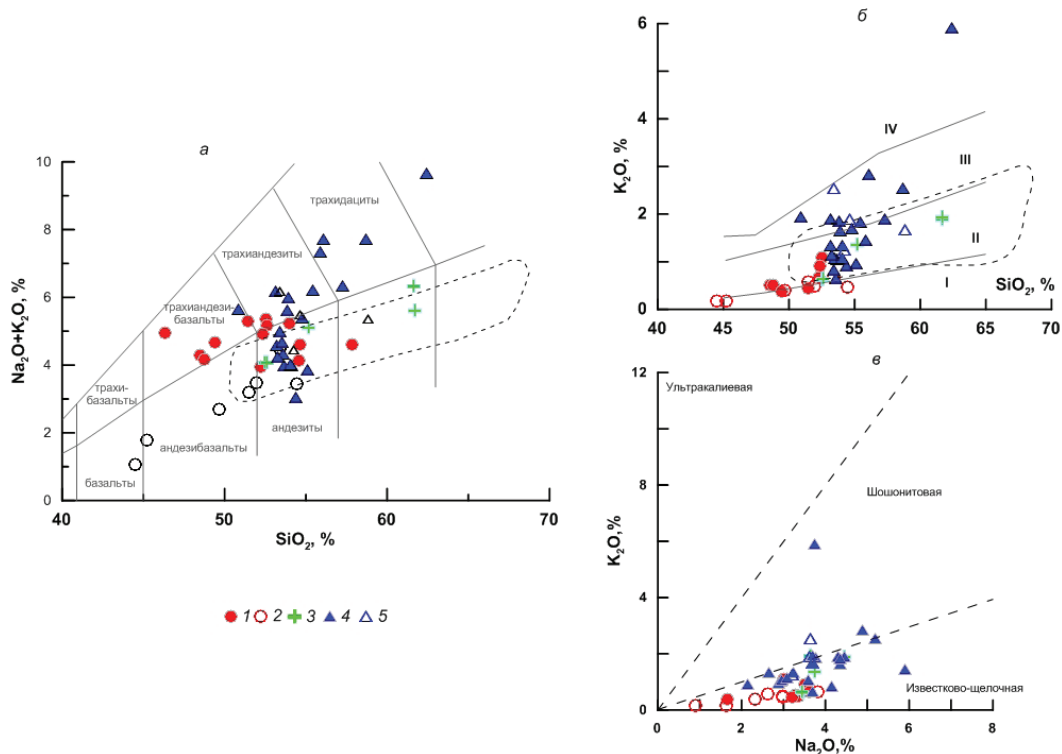 а
Na₂O+K₂O, %
10
8
6
4
2
0
трахидациты
трахиандезиты
трахиандези-
базальты
трахи-
базальты
андезибазальты
андезиты
базальты
40
50
60
70
SiO₂, %
1
2
3
4
5
б
K₂O, %
6
4
2
0
IV
III
II
I
SiO₂, %
40
45
50
55
60
65
70
в
K₂O,%
12
8
4
0
Ультракалиевая
Шошонитовая
Известково-щелочная
0
2
4
6
8
Na₂O,%